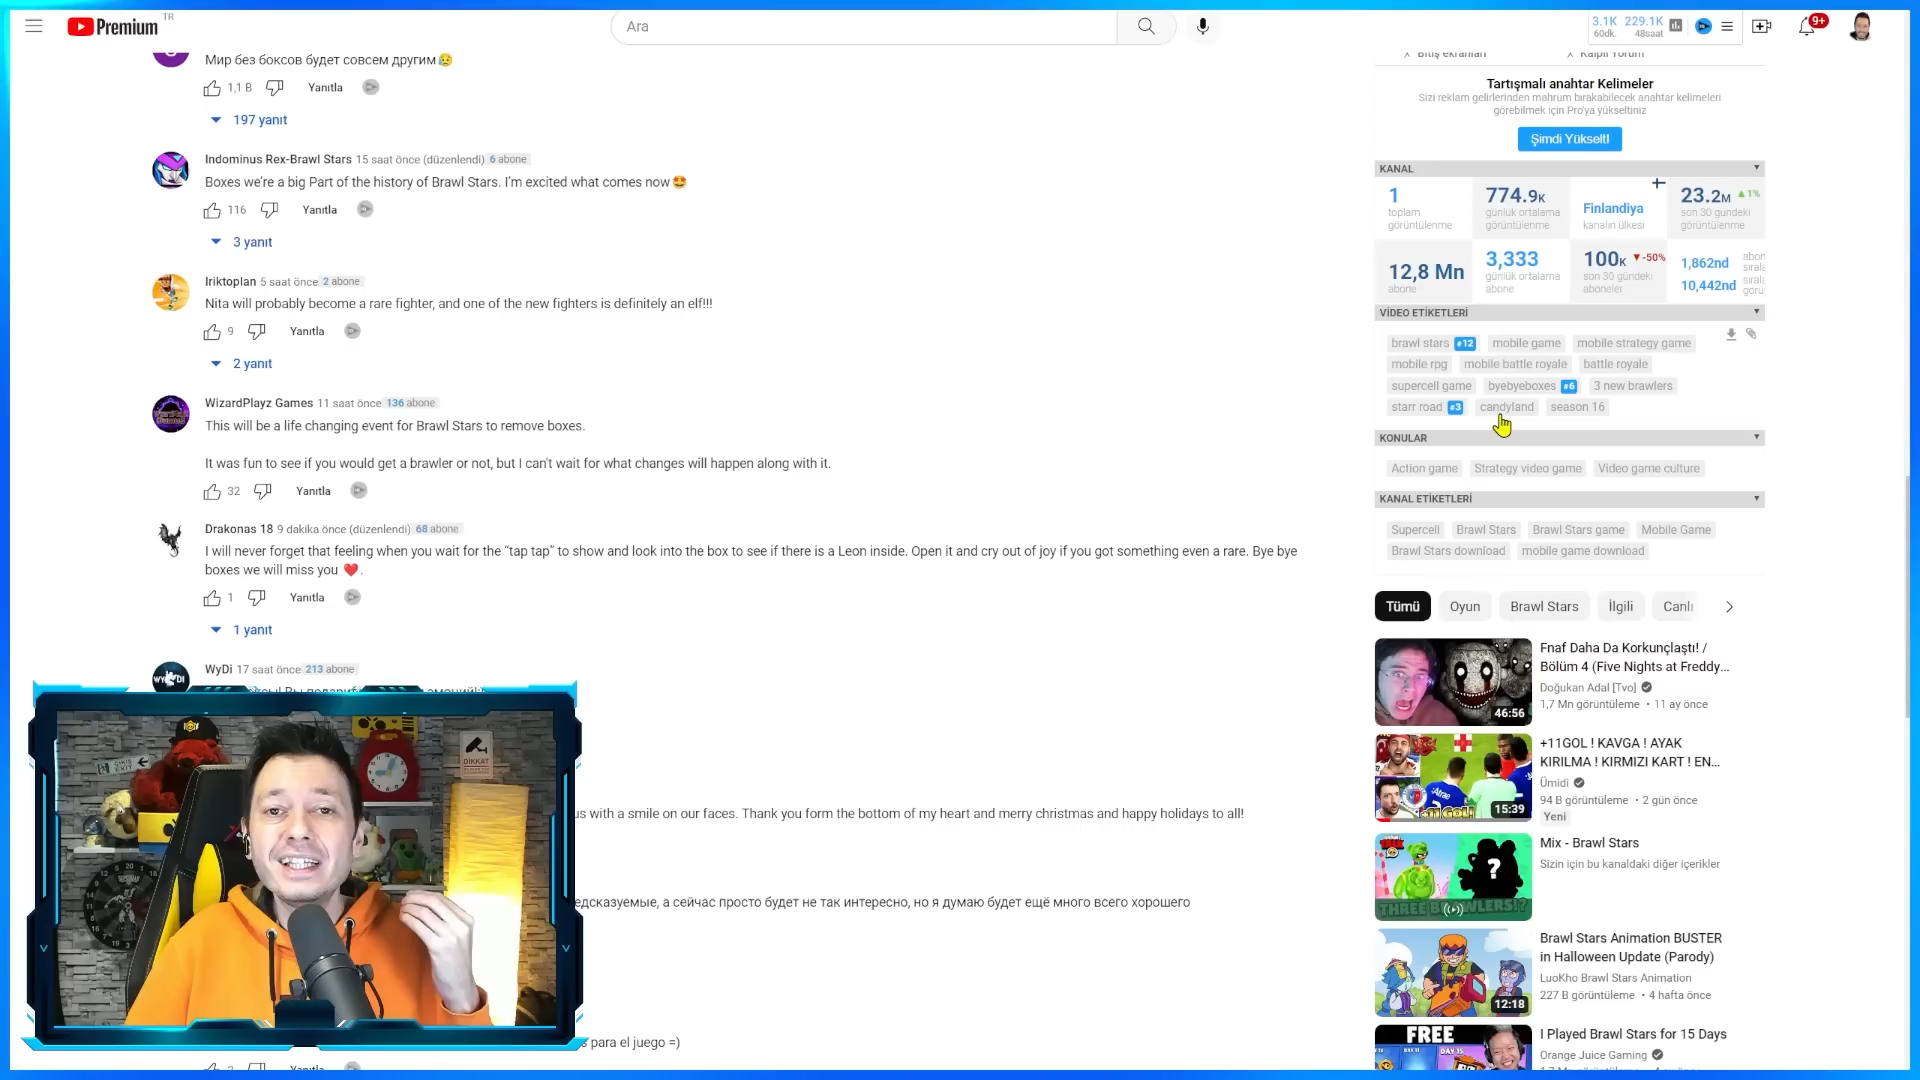 Premium TR
Ara
3.1K 229.1K
60dk. 48saat
9+
Мир без боксов будет совсем другим
1,1 B Yanıtla
197 yanıt
Indominus Rex-Brawl Stars 15 saat önce (düzenlendi) 6 abone
Boxes we’re a big Part of the history of Brawl Stars. I’m excited what comes now
116 Yanıtla
3 yanıt
Iriktoplan 5 saat önce 2 abone
Nita will probably become a rare fighter, and one of the new fighters is definitely an elf!!!
9 Yanıtla
2 yanıt
WizardPlayz Games 11 saat önce 136 abone
This will be a life changing event for Brawl Stars to remove boxes.
It was fun to see if you would get a brawler or not, but I can't wait for what changes will happen along with it.
32 Yanıtla
Drakonas 18 9 dakika önce (düzenlendi) 68 abone
I will never forget that feeling when you wait for the “tap tap” to show and look into the box to see if there is a Leon inside. Open it and cry out of joy if you got something even a rare. Bye bye
boxes we will miss you .
1 Yanıtla
1 yanıt
WyDi 17 saat önce 213 abone
DİKKAT
us with a smile on our faces. Thank you form the bottom of my heart and merry christmas and happy holidays to all!
едсказуемые, а сейчас просто будет не так интересно, но я думаю будет ещё много всего хорошего
s para el juego =)
Yanıtla
Bitiş ekranları Kalpli Yorum
Tartışmalı anahtar Kelimeler
Sizi reklam gelirlerinden mahrum bırakabilecek anahtar kelimeleri
görebilmek için Pro'ya yükseltiniz
Şimdi Yükselt!
KANAL
1 774.9K Finlandiya 23.2M 1%
toplam görüntülenme günlük ortalama görüntülenme kanalın ülkesi son 30 gündeki görüntülenme
12,8 Mn 3,333 100K -50% 1,862nd
abone günlük ortalama abone son 30 gündeki aboneler 10,442nd
VİDEO ETİKETLERİ
brawl stars #12 mobile game mobile strategy game
mobile rpg mobile battle royale battle royale
supercell game byebyeboxes #6 3 new brawlers
starr road #3 candyland season 16
KONULAR
Action game Strategy video game Video game culture
KANAL ETİKETLERİ
Supercell Brawl Stars Brawl Stars game Mobile Game
Brawl Stars download mobile game download
Tümü Oyun Brawl Stars İlgili Canlı
Fnaf Daha Da Korkunçlaştı! /
Bölüm 4 (Five Nights at Freddy...
Doğukan Adal [Tvo]
1,7 Mn görüntüleme • 11 ay önce
46:56
+11GOL ! KAVGA ! AYAK
KIRILMA ! KIRMIZI KART ! EN...
Ümidi
94 B görüntüleme • 2 gün önce
Yeni
15:39
Mix - Brawl Stars
Sizin için bu kanaldaki diğer içerikler
THREE BRAWLERS!?
Brawl Stars Animation BUSTER
in Halloween Update (Parody)
LuoKho Brawl Stars Animation
227 B görüntüleme • 4 hafta önce
12:18
I Played Brawl Stars for 15 Days
Orange Juice Gaming
FREE
DAY 15